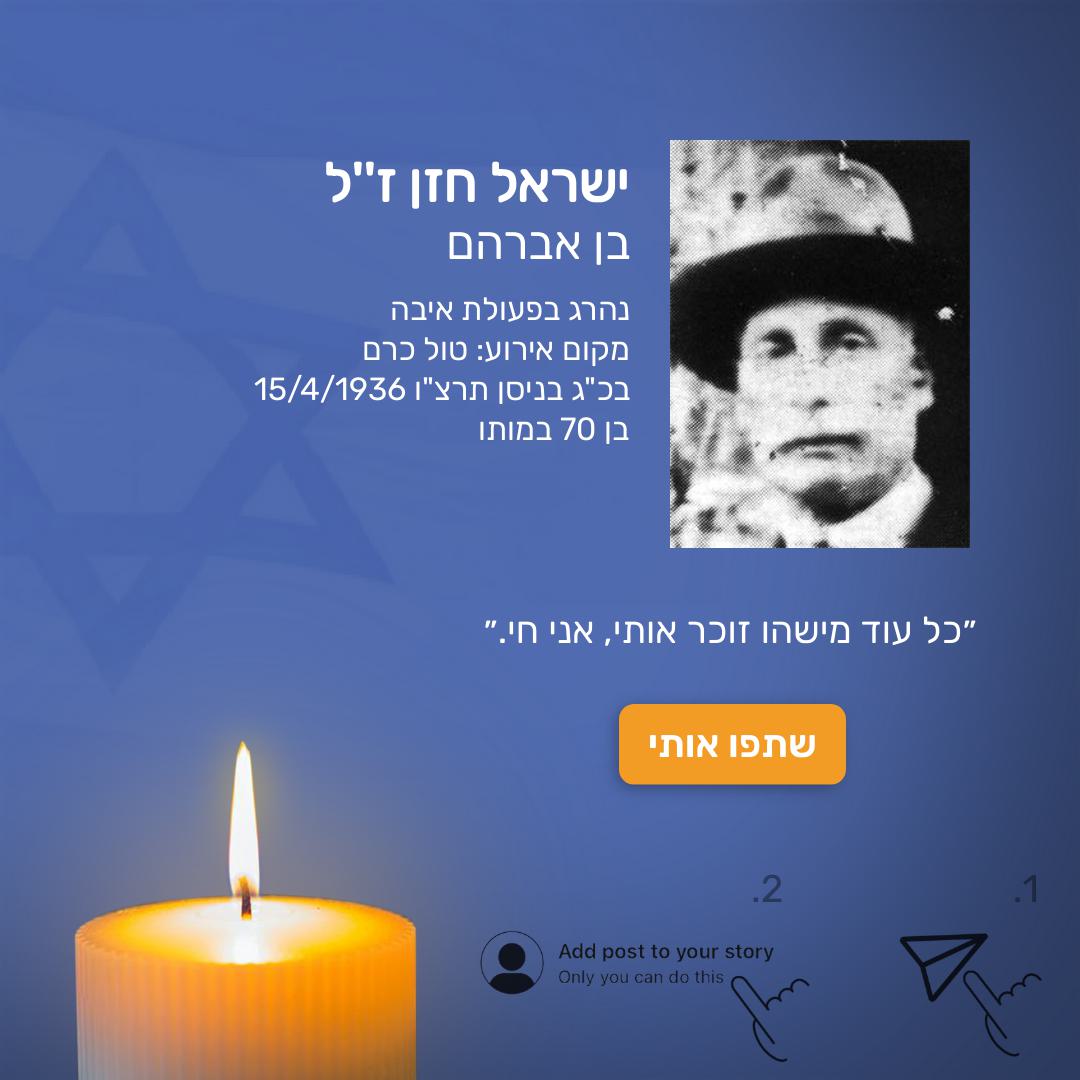 ישראל חזן ז"ל
בן אברהם
נהרג בפעולת איבה
מקום אירוע: טול כרם
בכ"ג בניסן תרצ"ו 15/4/1936
בן 70 במותו
״כל עוד מישהו זוכר אותי, אני חי.״
שתפו אותי
1.
2.
Add post to your story
Only you can do this